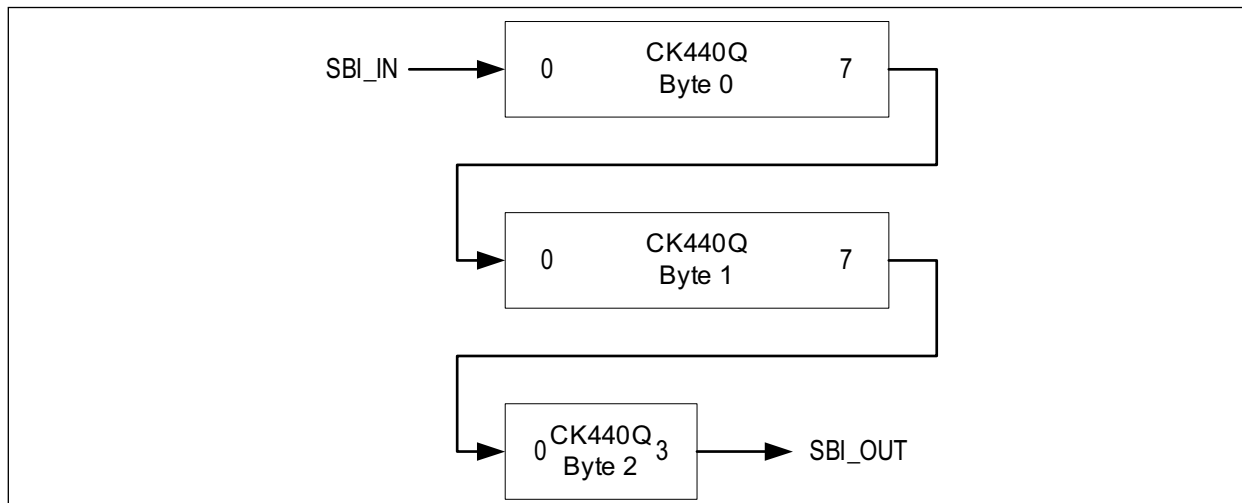 SBI_IN
0
CK440Q
Byte 0
7
0
CK440Q
Byte 1
7
0
CK440Q
Byte 2
3
SBI_OUT